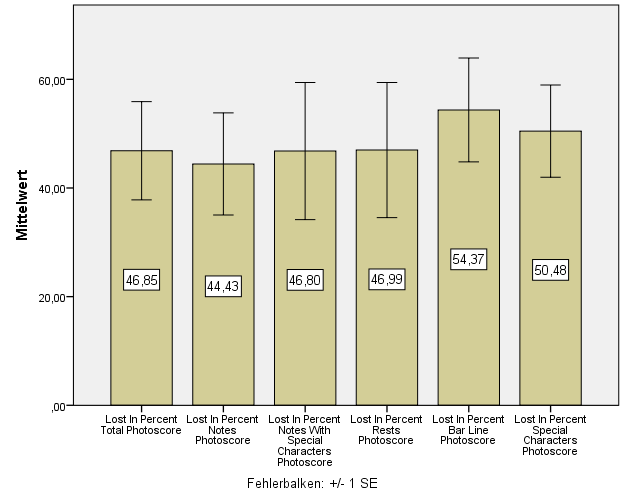 Mittelwert
60,00
40,00
20,00
,00
46,85
44,43
46,80
46,99
54,37
50,48
Lost In Percent
Total Photoscore
Lost In Percent
Notes
Photoscore
Lost In Percent
Notes With
Special
Characters
Photoscore
Lost In Percent
Rests
Photoscore
Lost In Percent
Bar Line
Photoscore
Lost In Percent
Special
Characters
Photoscore
Fehlerbalken: +/- 1 SE